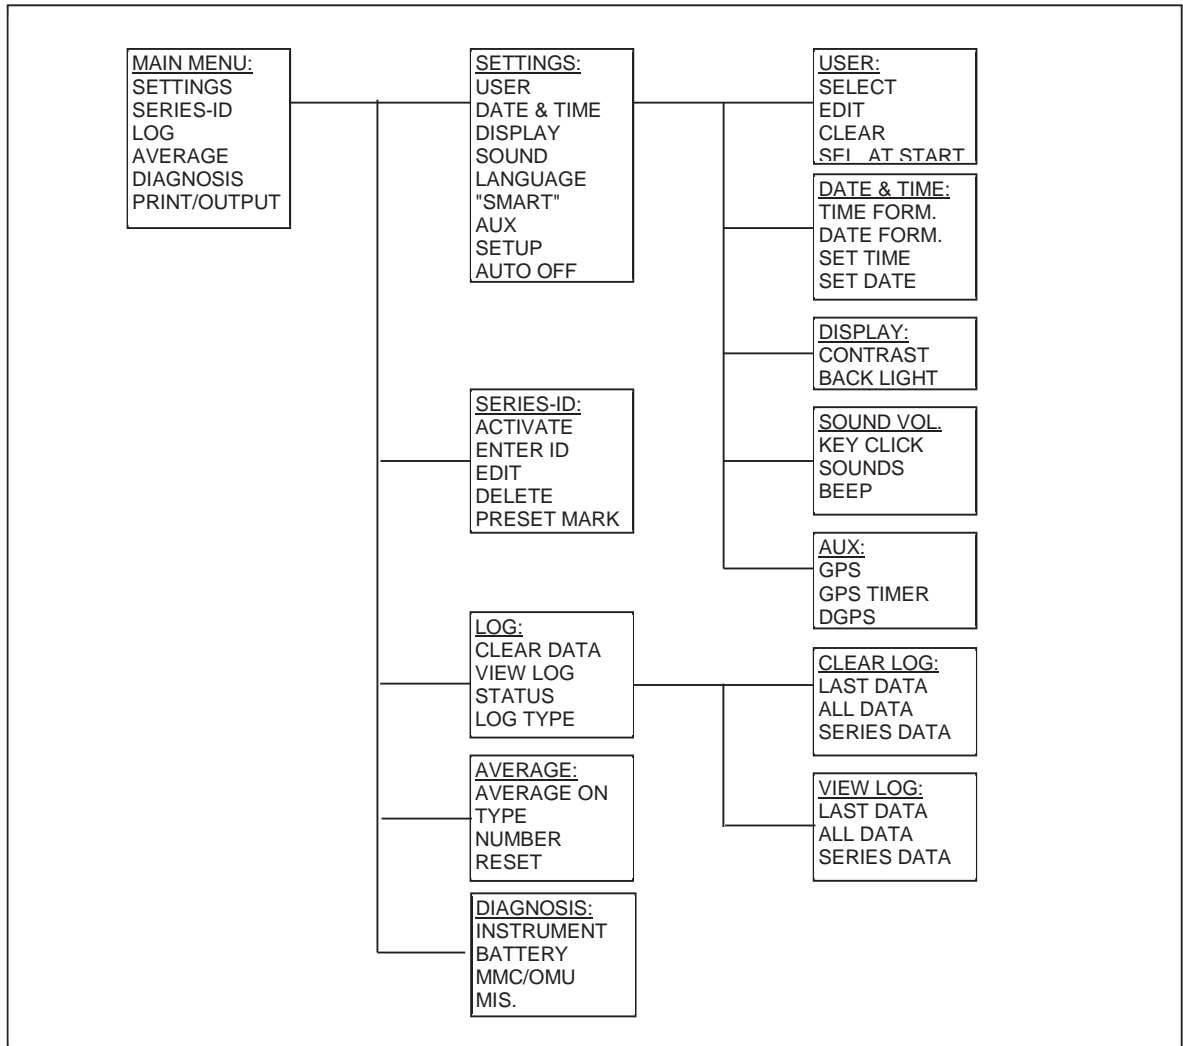 MAIN MENU:
SETTINGS
SERIES-ID
LOG
AVERAGE
DIAGNOSIS
PRINT/OUTPUT
SETTINGS:
USER
DATE & TIME
DISPLAY
SOUND
LANGUAGE
"SMART"
AUX
SETUP
AUTO OFF
SERIES-ID:
ACTIVATE
ENTER ID
EDIT
DELETE
PRESET MARK
LOG:
CLEAR DATA
VIEW LOG
STATUS
LOG TYPE
AVERAGE:
AVERAGE ON
TYPE
NUMBER
RESET
DIAGNOSIS:
INSTRUMENT
BATTERY
MMC/OMU
MIS.
USER:
SELECT
EDIT
CLEAR
SEL. AT START
DATE & TIME:
TIME FORM.
DATE FORM.
SET TIME
SET DATE
DISPLAY:
CONTRAST
BACK LIGHT
SOUND VOL.
KEY CLICK
SOUNDS
BEEP
AUX:
GPS
GPS TIMER
DGPS
CLEAR LOG:
LAST DATA
ALL DATA
SERIES DATA
VIEW LOG:
LAST DATA
ALL DATA
SERIES DATA